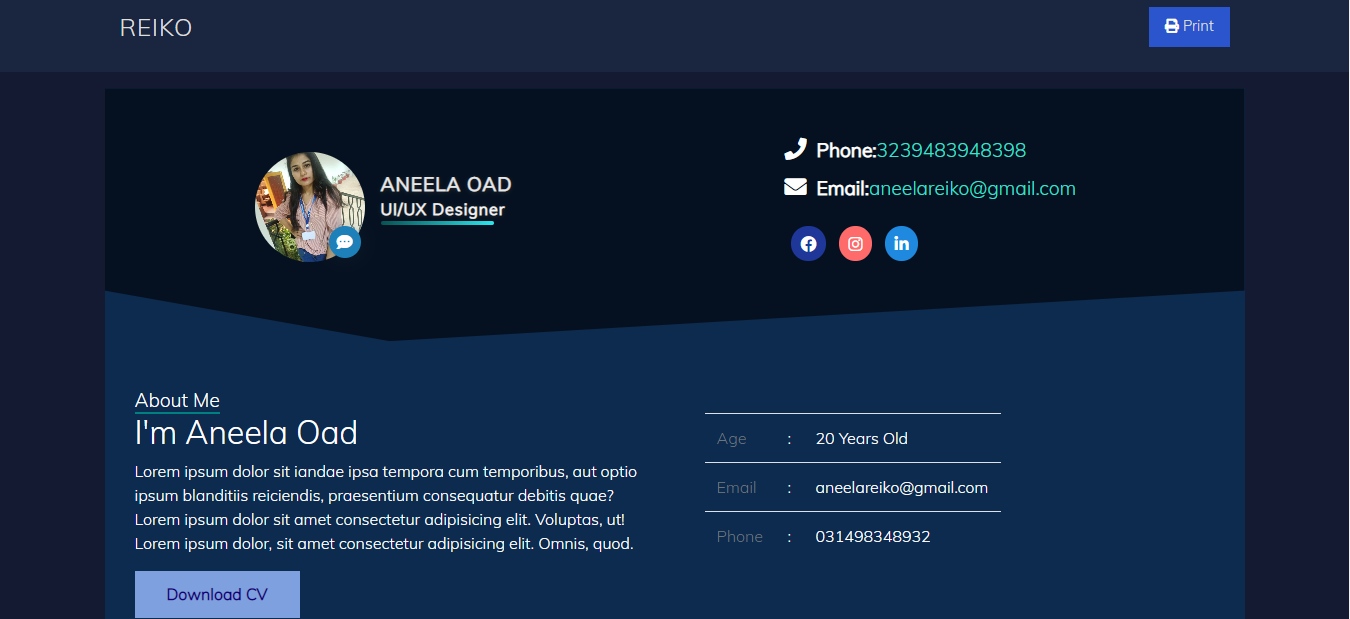 REIKO
Print
ANEELA OAD
UI/UX Designer
Phone:3239483948398
Email:aneelareiko@gmail.com
About Me
I'm Aneela Oad
Lorem ipsum dolor sit iandae ipsa tempora cum temporibus, aut optio
ipsum blanditiis reiciendis, praesentium consequatur debitis quae?
Lorem ipsum dolor sit amet consectetur adipisicing elit. Voluptas, ut!
Lorem ipsum dolor, sit amet consectetur adipisicing elit. Omnis, quod.
Download CV
Age : 20 Years Old
Email : aneelareiko@gmail.com
Phone : 031498348932